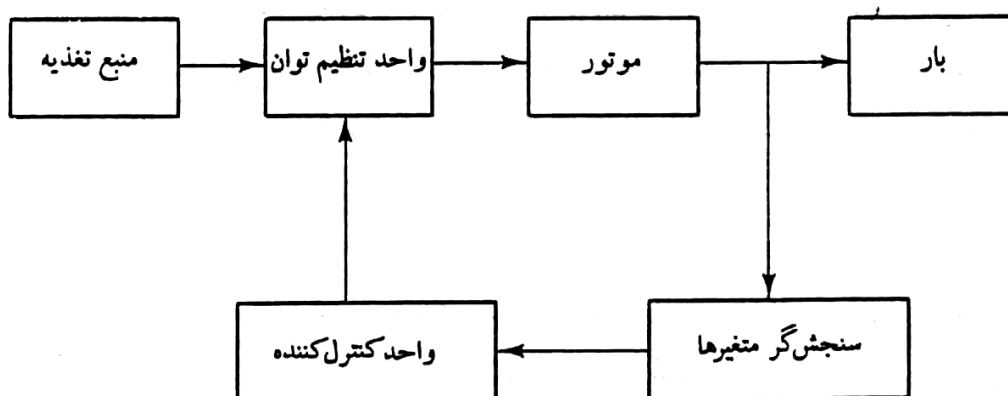 منبع تغذیه
واحد تنظیم توان
موتور
بار
واحد کنترل‌کننده
سنجش‌گر متغیرها